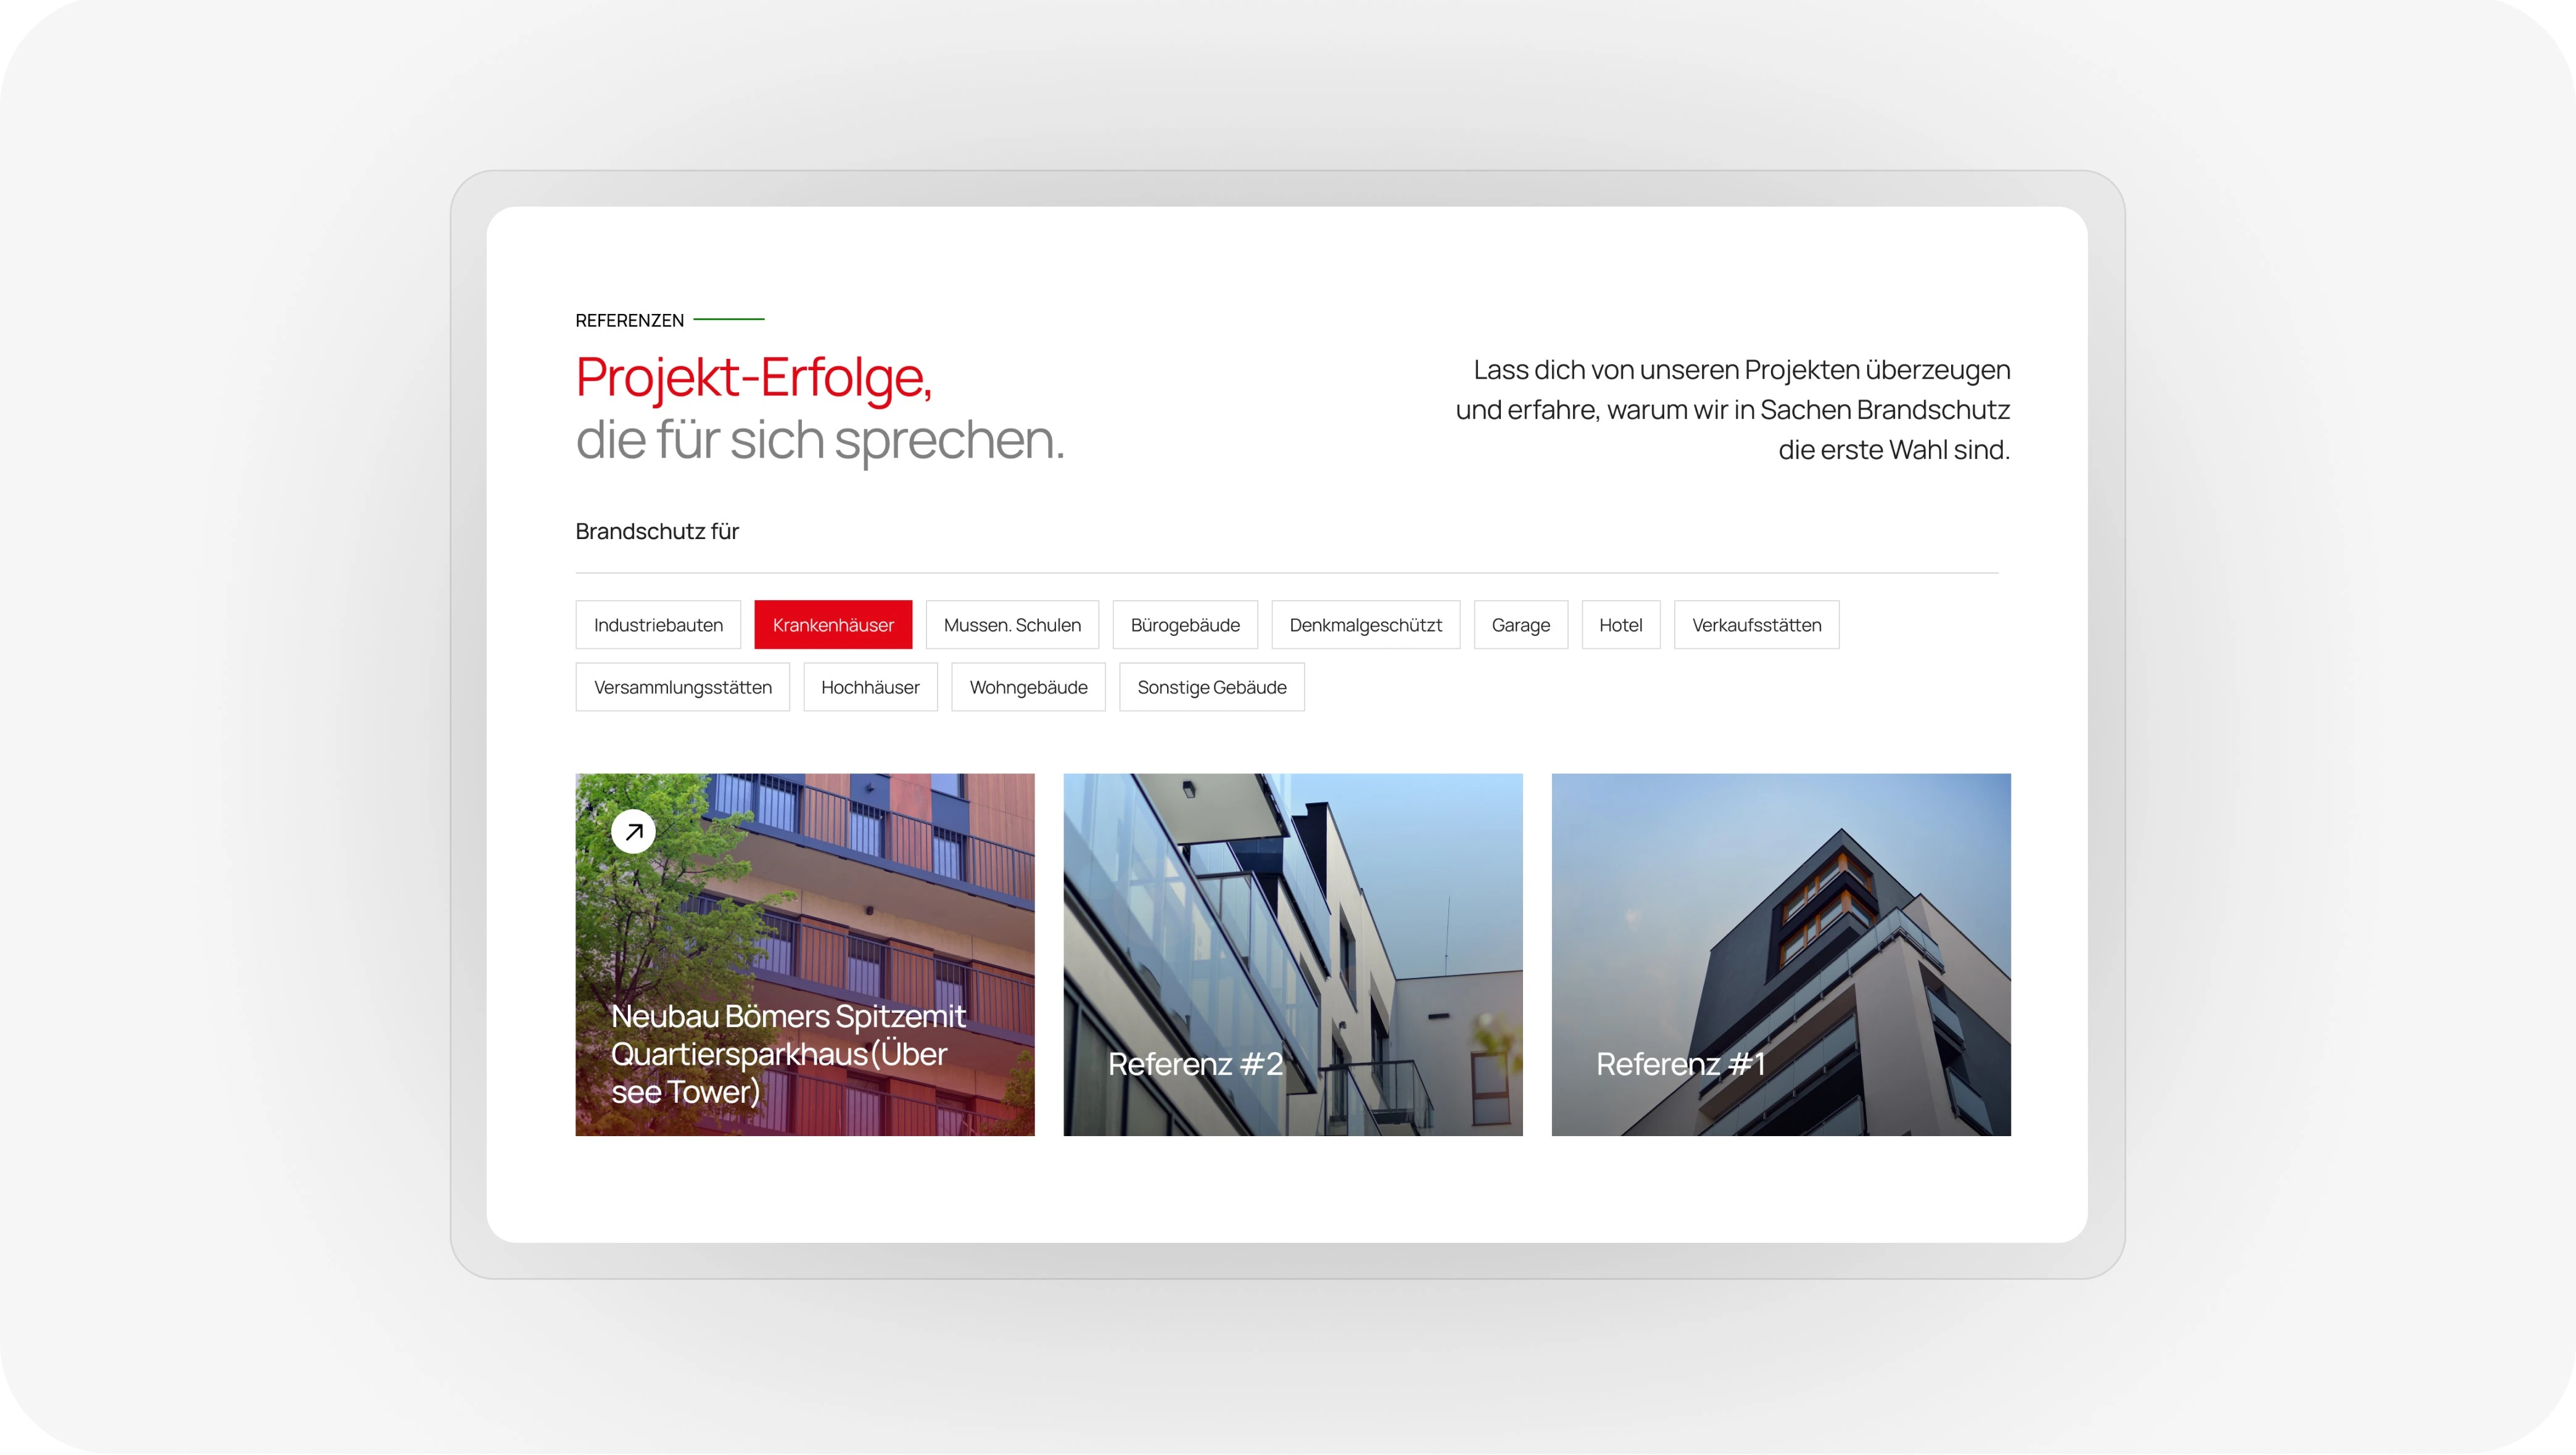 REFERENZEN
Projekt-Erfolge,
die für sich sprechen.
Lass dich von unseren Projekten überzeugen
und erfahre, warum wir in Sachen Brandschutz
die erste Wahl sind.
Brandschutz für
Industriebauten
Krankenhäuser
Mussen. Schulen
Bürogebäude
Denkmalgeschützt
Garage
Hotel
Verkaufsstätten
Versammlungsstätten
Hochhäuser
Wohngebäude
Sonstige Gebäude
Neubau Bömers Spitzemit
Quartiersparkhaus(Über
see Tower)
Referenz #2
Referenz #1